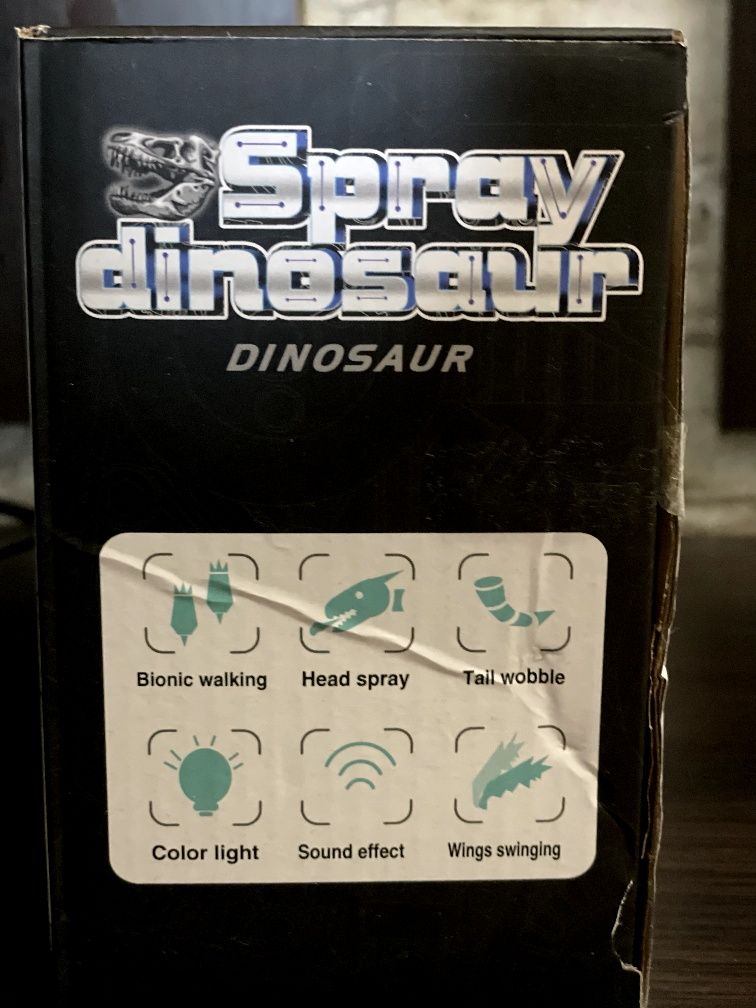 Spray
dinosaur
DINOSAUR
Bionic walking
Head spray
Tail wobble
Color light
Sound effect
Wings swinging